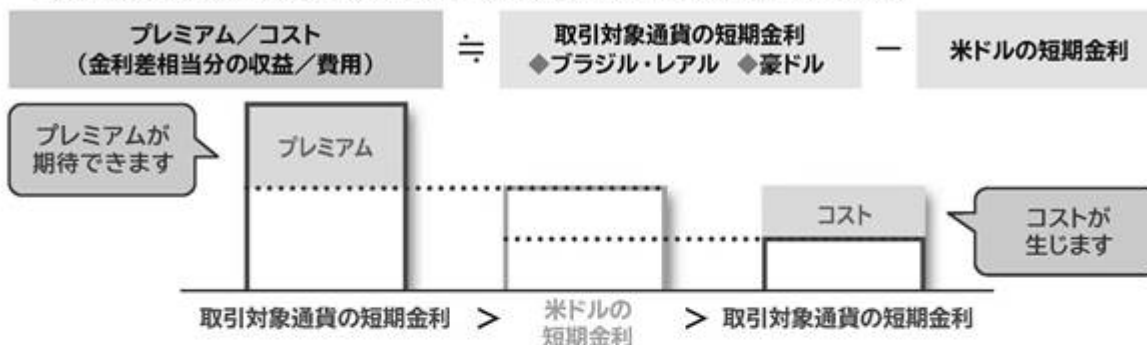 プレミアム／コスト
（金利差相当分の収益／費用）
≒
取引対象通貨の短期金利
◆ブラジル・レアル ◆豪ドル
－
米ドルの短期金利
プレミアムが
期待できます
プレミアム
コスト
コストが
生じます
取引対象通貨の短期金利
>
米ドルの
短期金利
>
取引対象通貨の短期金利